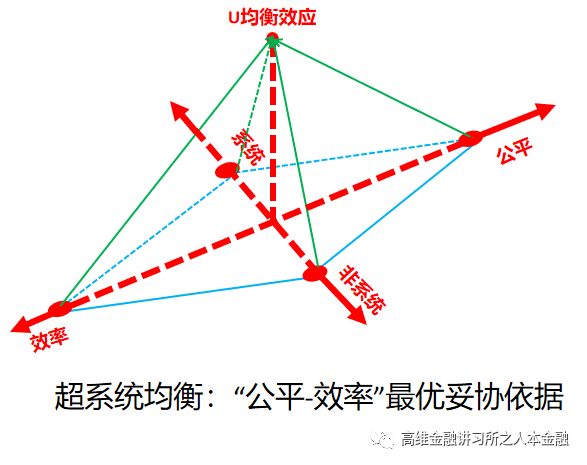 U均衡效应
系统
公平
非系统
效率
超系统均衡：“公平-效率”最优妥协依据
高维金融讲习所之人本金融